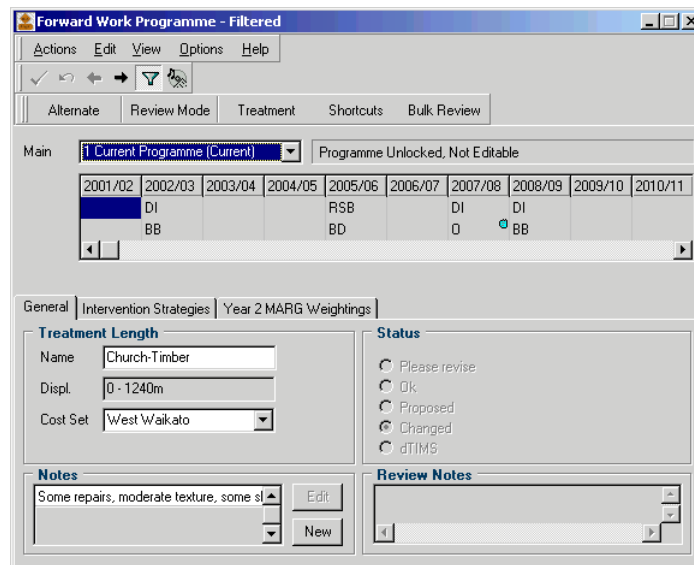 Forward Work Programme - Filtered
Actions Edit View Options Help
Alternate Review Mode Treatment Shortcuts Bulk Review
Main 1 Current Programme (Current) Programme Unlocked, Not Editable
2001/02 2002/03 2003/04 2004/05 2005/06 2006/07 2007/08 2008/09 2009/10 2010/11
DI RSB DI DI
BB BD O BB
General Intervention Strategies Year 2 MARG Weightings
Treatment Length Status
Name Church-Timber Please revise
Displ. 0 - 1240m Ok
Cost Set West Waikato Proposed
Changed
dTIMS
Notes Review Notes
Some repairs, moderate texture, some Edit
New